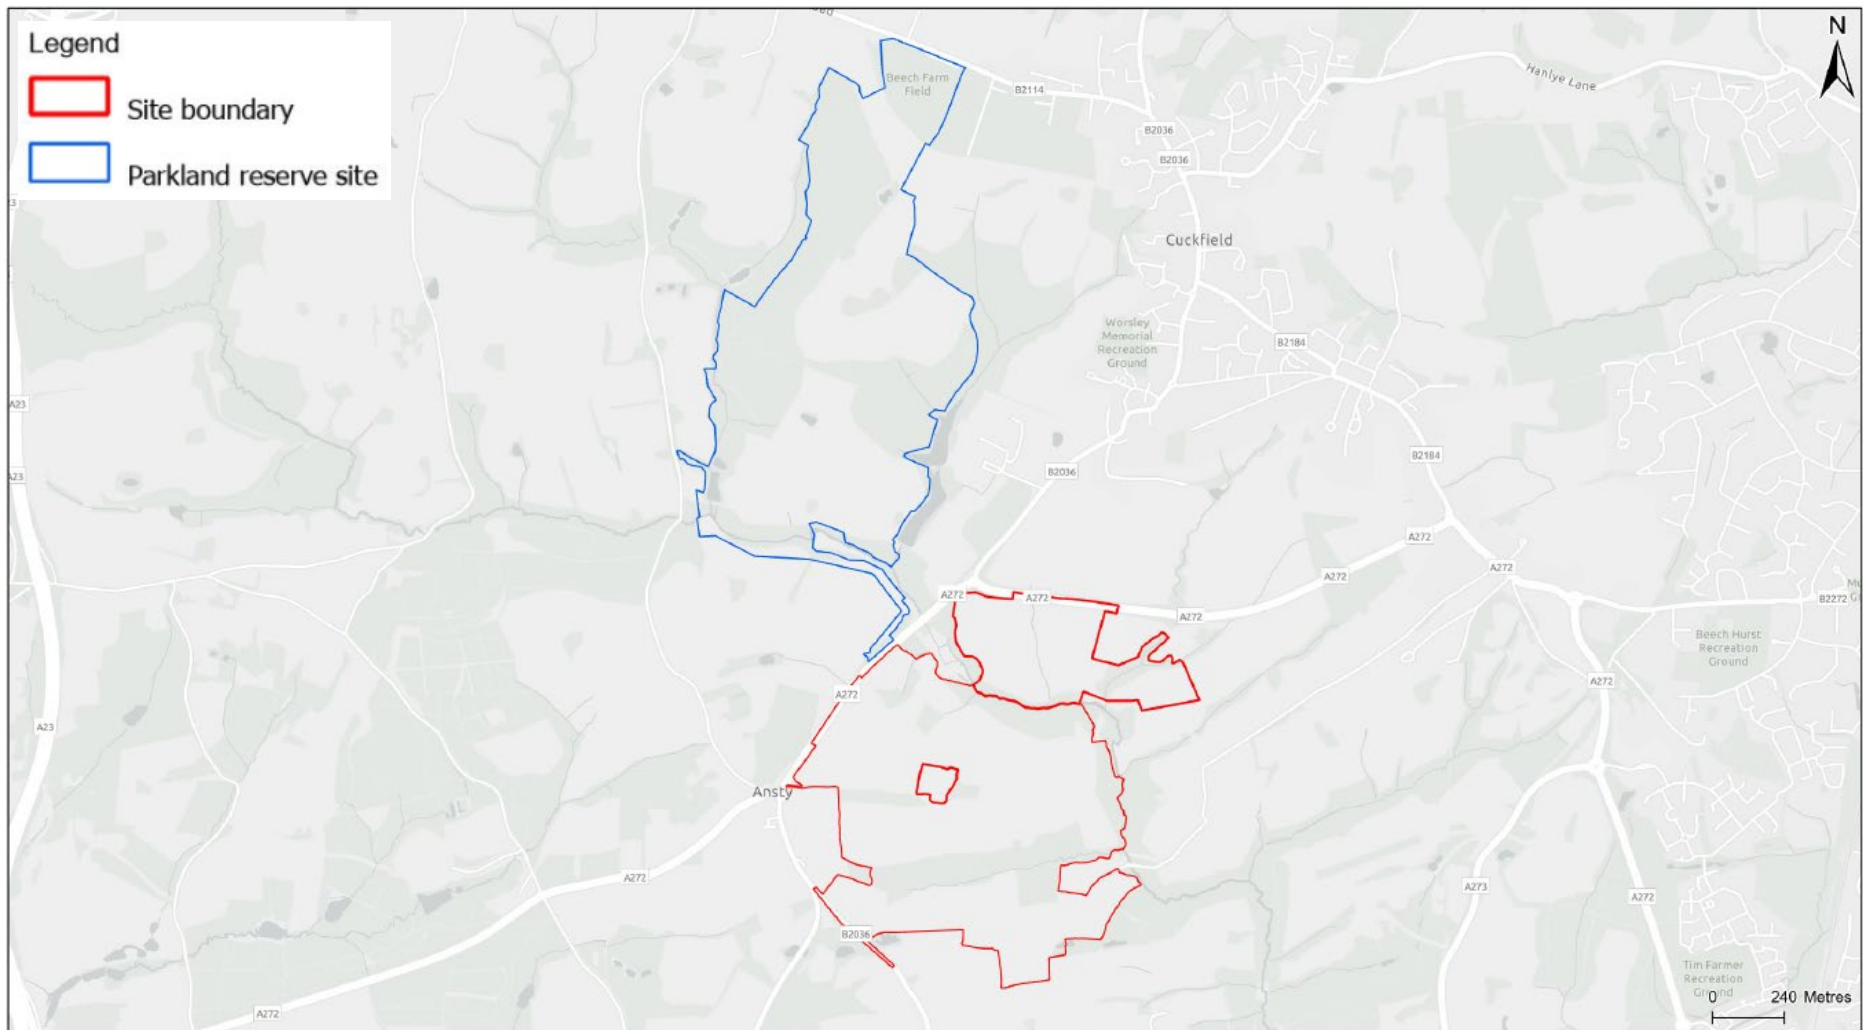 Legend
Site boundary
Parkland reserve site
N
Beech Farm
Field
B2114
Hanlye Lane
B2036
B2036
Cuckfield
Worsley
Memorial
Recreation
Ground
B2184
A23
B2184
B2036
A23
A272
A272
A272
A272
A272
A272
B2272
Beech Hurst
Recreation
Ground
A272
A272
A23
Ansty
A272
A273
A272
B2036
Tim Farmer
Recreation
Ground
A272
0 240 Metres